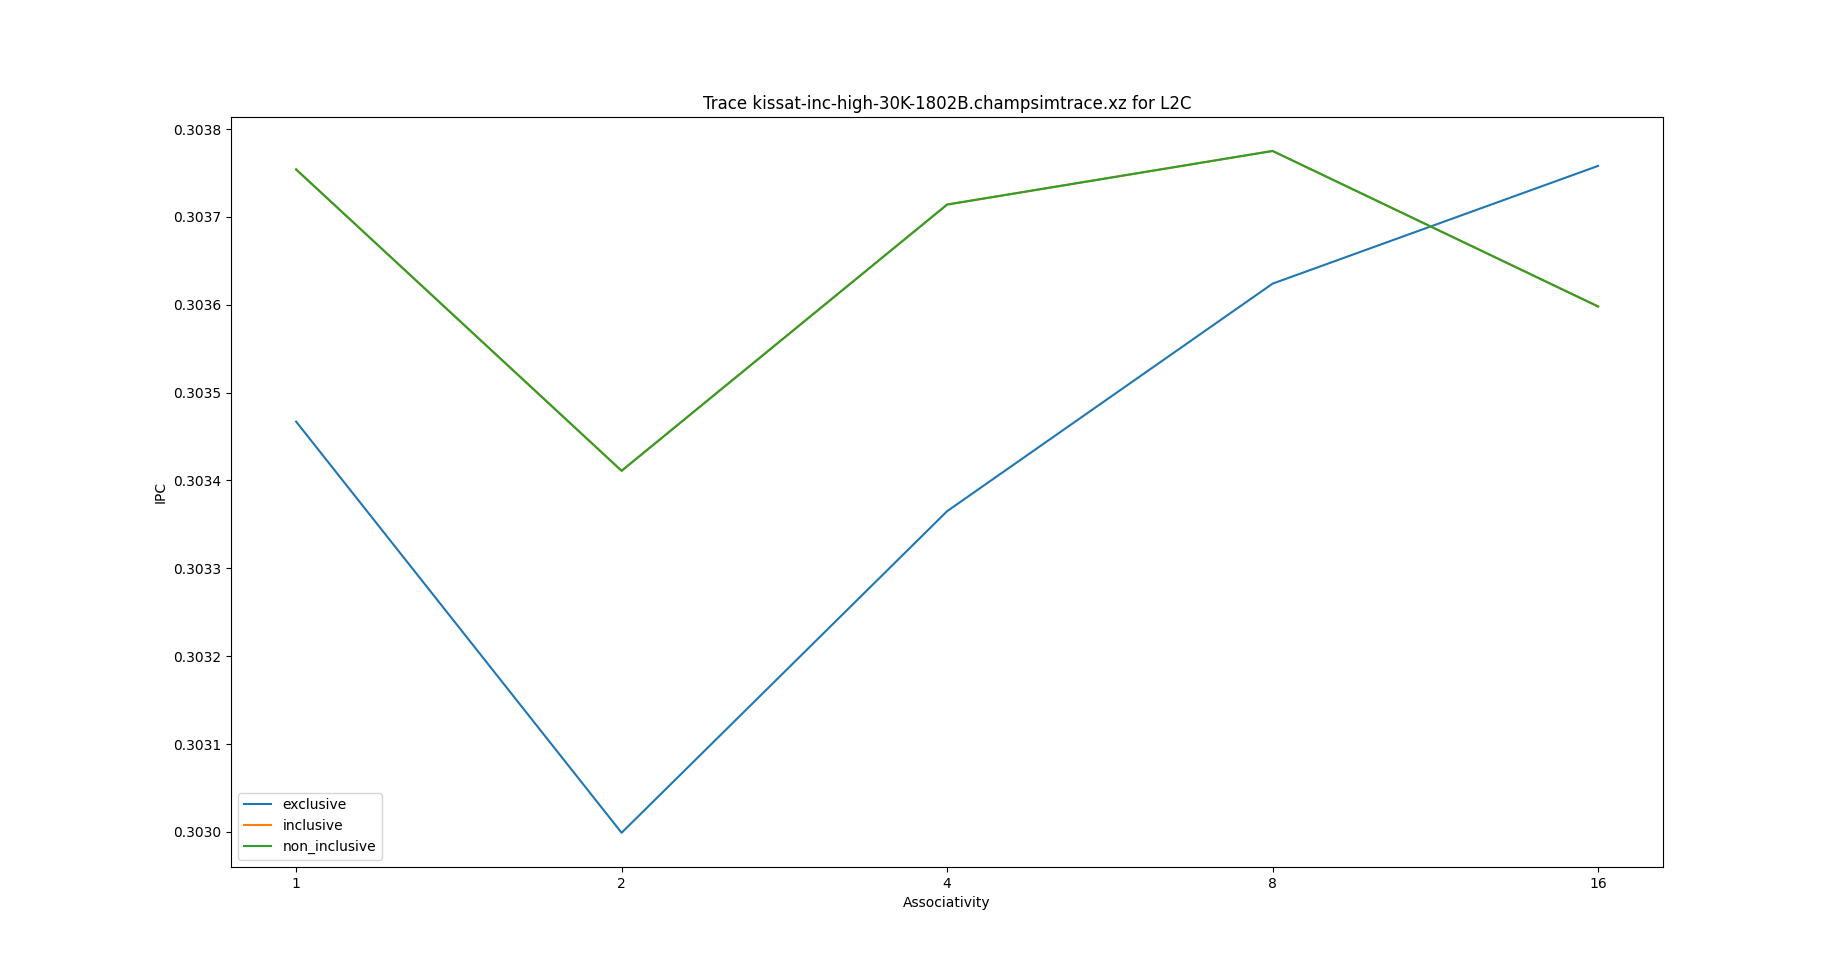 Trace kissat-inc-high-30K-1802B.champsimtrace.xz for L2C
0.3038
0.3037
0.3036
0.3035
0.3034
0.3033
0.3032
0.3031
0.3030
IPC
exclusive
inclusive
non_inclusive
1 2 4 8 16
Associativity